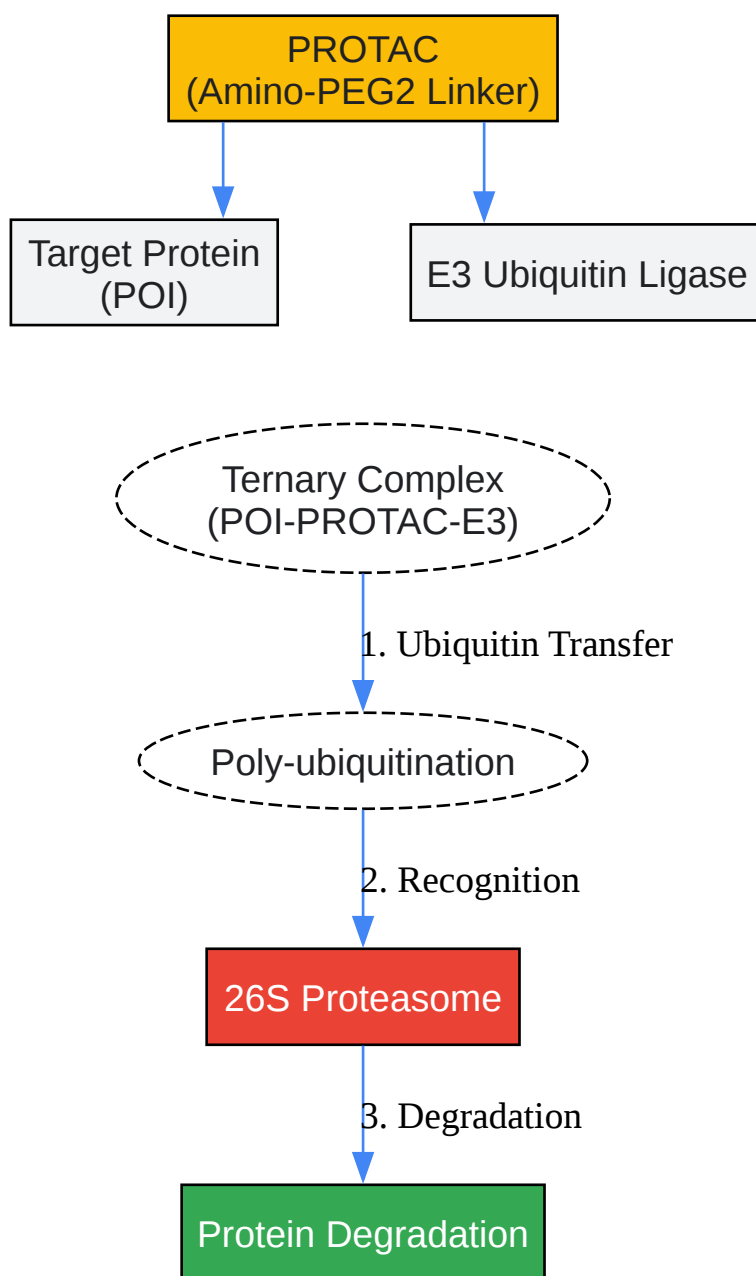 PROTAC
(Amino-PEG2 Linker)
Target Protein
(POI)
E3 Ubiquitin Ligase
Ternary Complex
(POI-PROTAC-E3)
1. Ubiquitin Transfer
Poly-ubiquitination
2. Recognition
26S Proteasome
3. Degradation
Protein Degradation